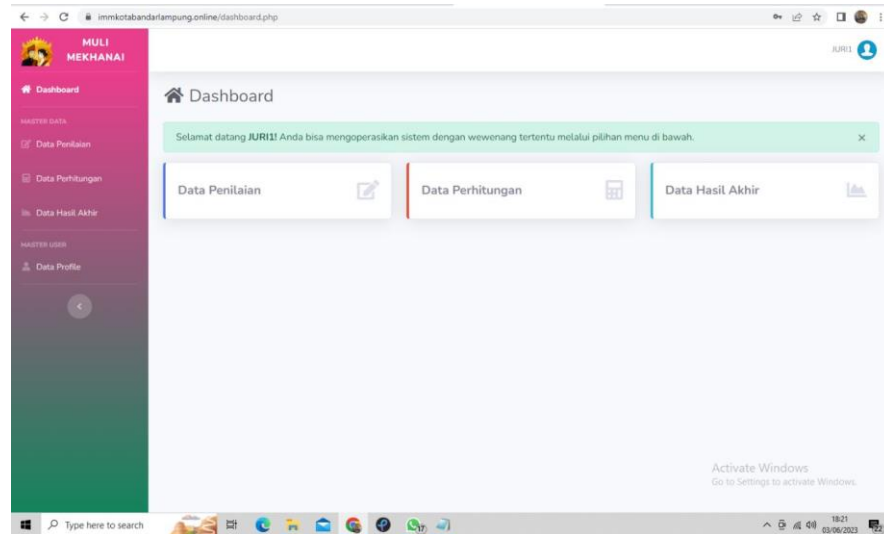 immkotabandarlampung.online/dashboard.php
MULI
MEKHANAI
JURI1
Dashboard
MASTER DATA
Data Penilaian
Data Perhitungan
Data Hasil Akhir
MASTER USER
Data Profile
Dashboard
Selamat datang JURI1! Anda bisa mengoperasikan sistem dengan wewenang tertentu melalui pilihan menu di bawah.
Data Penilaian
Data Perhitungan
Data Hasil Akhir
Activate Windows
Go to Settings to activate Windows.
Type here to search
17
18:21
03/06/2023
22